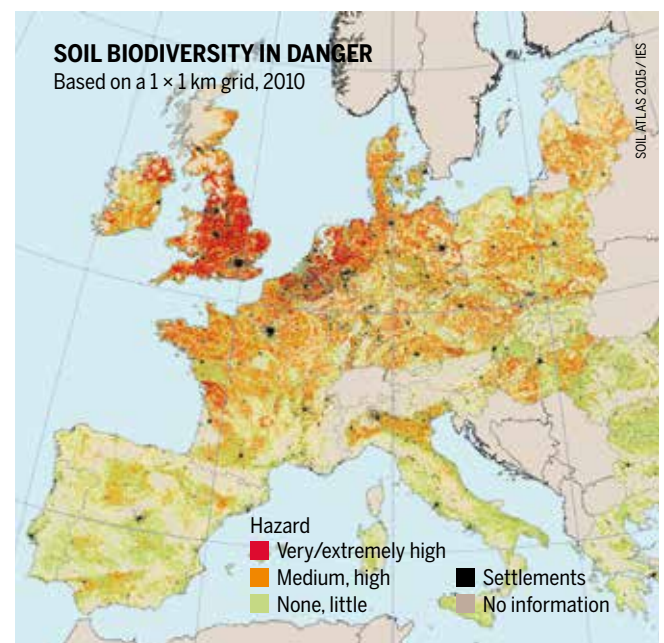 SOIL BIODIVERSITY IN DANGER
Based on a 1 × 1 km grid, 2010
SOIL ATLAS 2015/ IES
Hazard
Very/extremely high
Medium, high
None, little
Settlements
No information